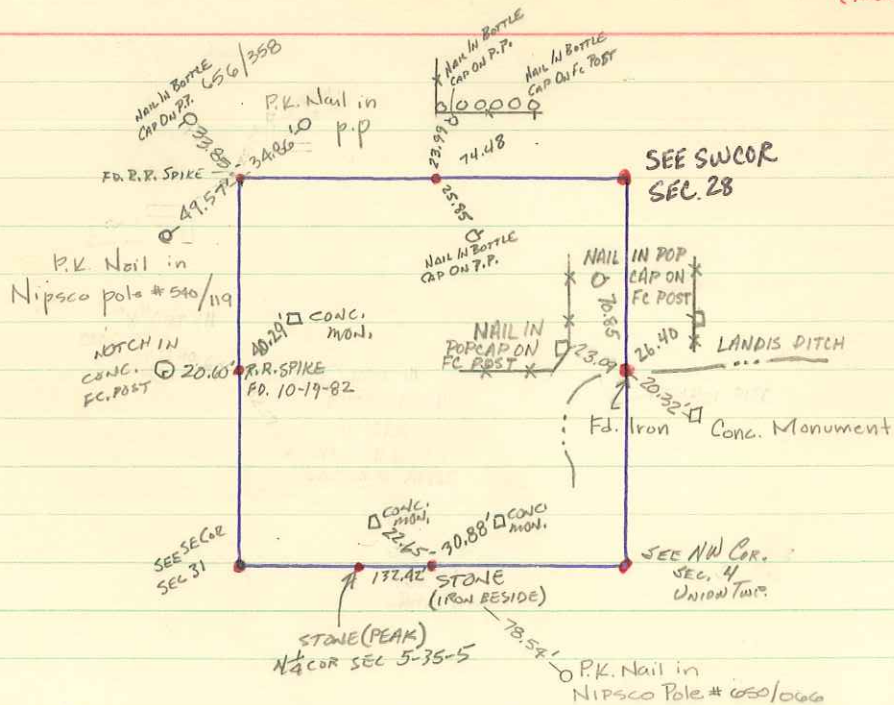 NAIL IN BOTTLE
CAP ON P.P. 656/358
33.85'
34.86'
P.K. Nail in
p.p
FD. R.R. SPIKE
49.57'
P.K. Nail in
Nipsco pole # 540/119
NAIL IN BOTTLE
CAP ON P.P.
NAIL IN BOTTLE
CAP ON FC POST
23.99
74.48
25.85
NAIL IN BOTTLE
CAP ON P.P.
SEE SW COR
SEC. 28
NAIL IN POP
CAP ON
FC POST
70.85
26.40
NAIL IN
POPCAP ON
FC POST
23.09
LANDIS DITCH
20.32'
Fd. Iron
Conc. Monument
NOTCH IN
CONC.
FC. POST
20.60'
40.29'
CONC.
MON.
R.R. SPIKE
FD. 10-19-82
SEE SE COR
SEC 31
CONC.
MON.
22.65
30.88'
CONC.
MON.
132.42'
STONE
(IRON BESIDE)
STONE (PEAK)
N¼ COR SEC 5-35-5
SEE NW COR.
SEC. 4
UNION TWP.
78.54'
P.K. Nail in
NIPSCO Pole # 650/066